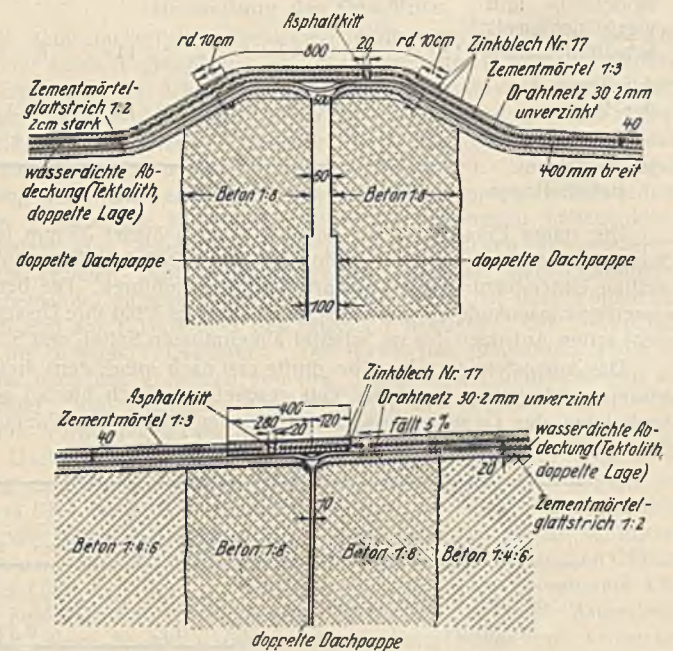 Asphaltkitt
rd. 10cm
800
20
rd. 10cm
Zinkblech Nr. 17
Zementmörtel 1:3
Drahtnetz 30·2mm
unverzinkt
Zementmörtel-
glattstrich 1:2
2cm stark
40
400mm breit
wasserdichte Ab-
deckung (Tektolith,
doppelte Lage)
Beton 1:8
60
Beton 1:8
doppelte Dachpappe
doppelte Dachpappe
100
Zinkblech Nr. 17
Asphaltkitt
400
Drahtnetz 30·2mm unverzinkt
Zementmörtel 1:3
280
20
120
fällt 5%
wasserdichte Ab-
deckung (Tektolith,
doppelte Lage)
40
20
Zementmörtel-
glattstrich 1:2
10
Beton 1:4:6
Beton 1:8
Beton 1:8
Beton 1:4:6
doppelte Dachpappe